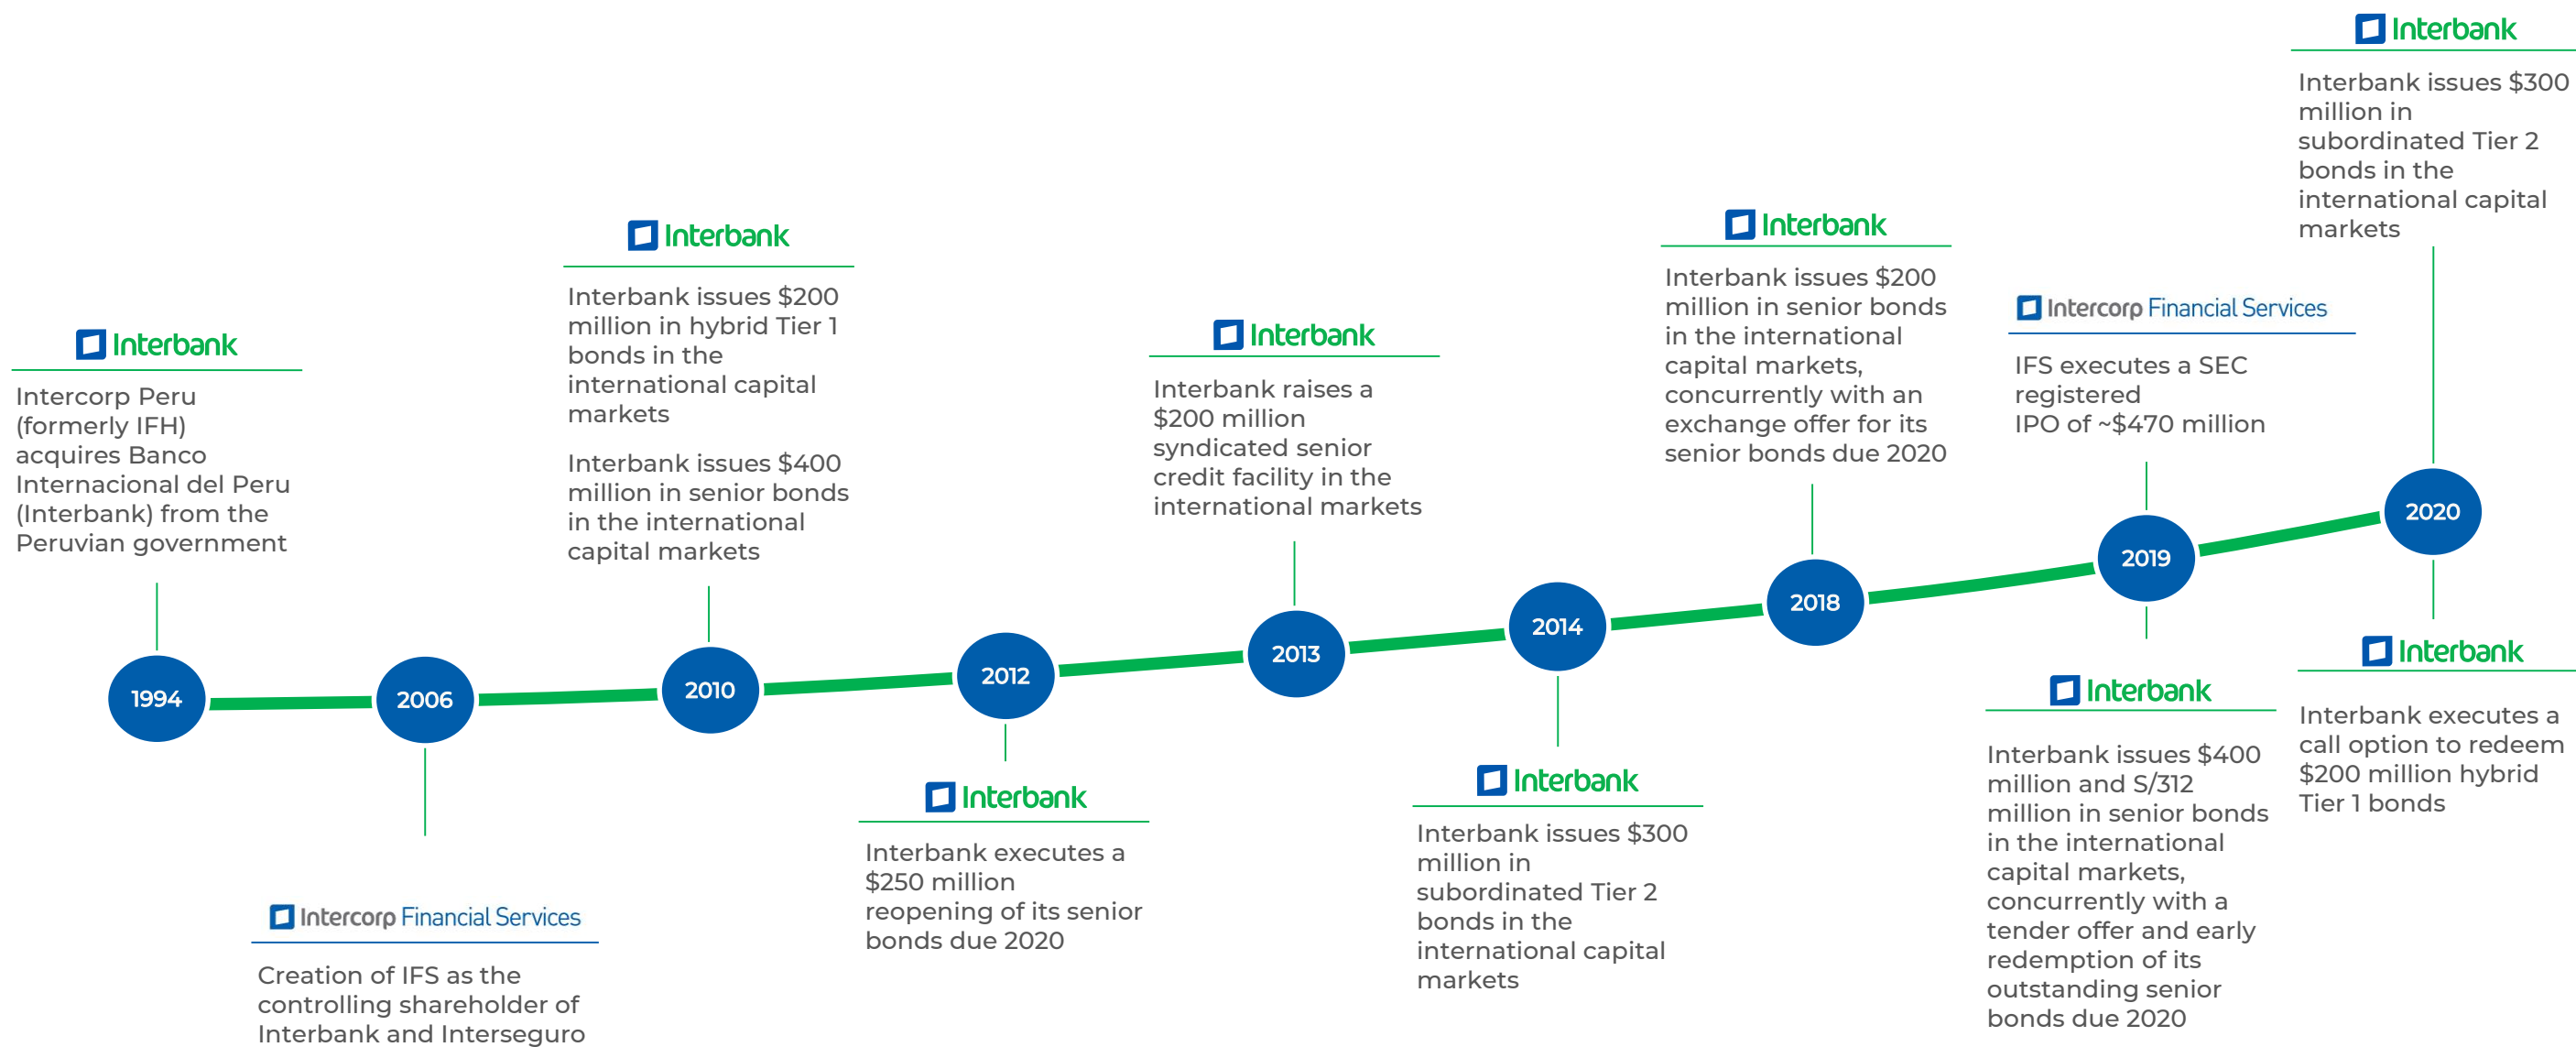 Interbank
Intercorp Peru
(formerly IFH)
acquires Banco
Internacional del Peru
(Interbank) from the
Peruvian government
1994
2006
Intercorp Financial Services
Creation of IFS as the
controlling shareholder of
Interbank and Interseguro
Interbank
Interbank issues $200
million in hybrid Tier 1
bonds in the
international capital
markets
Interbank issues $400
million in senior bonds
in the international
capital markets
2010
2012
Interbank
Interbank executes a
$250 million
reopening of its senior
bonds due 2020
Interbank
Interbank raises a
$200 million
syndicated senior
credit facility in the
international markets
2013
2014
Interbank
Interbank issues $300
million in
subordinated Tier 2
bonds in the
international capital
markets
Interbank
Interbank issues $200
million in senior bonds
in the international
capital markets,
concurrently with an
exchange offer for its
senior bonds due 2020
2018
Intercorp Financial Services
IFS executes a SEC
registered
IPO of ~$470 million
2019
Interbank
Interbank issues $400
million and S/312
million in senior bonds
in the international
capital markets,
concurrently with a
tender offer and early
redemption of its
outstanding senior
bonds due 2020
Interbank
Interbank issues $300
million in
subordinated Tier 2
bonds in the
international capital
markets
2020
Interbank
Interbank executes a
call option to redeem
$200 million hybrid
Tier 1 bonds